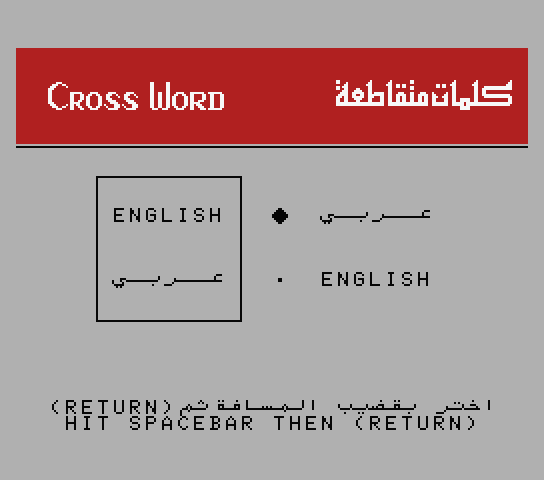 CROSS WORD كلمات متقاطعة
ENGLISH عربي
عربي ENGLISH
اختر بقضيب المسافة ثم (RETURN)
HIT SPACEBAR THEN (RETURN)